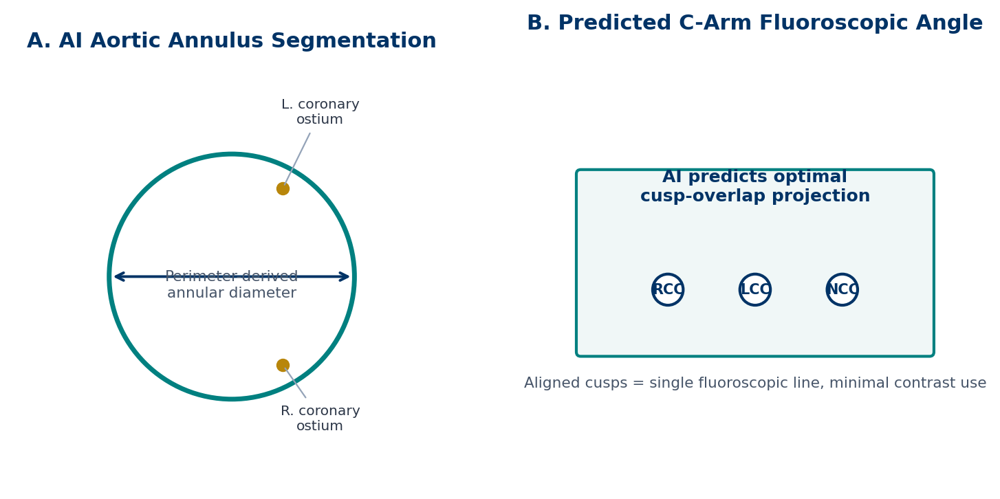 A. AI Aortic Annulus Segmentation
L. coronary
ostium
Perimeter-derived
annular diameter
R. coronary
ostium
B. Predicted C-Arm Fluoroscopic Angle
AI predicts optimal
cusp-overlap projection
RCC
LCC
NCC
Aligned cusps = single fluoroscopic line, minimal contrast use